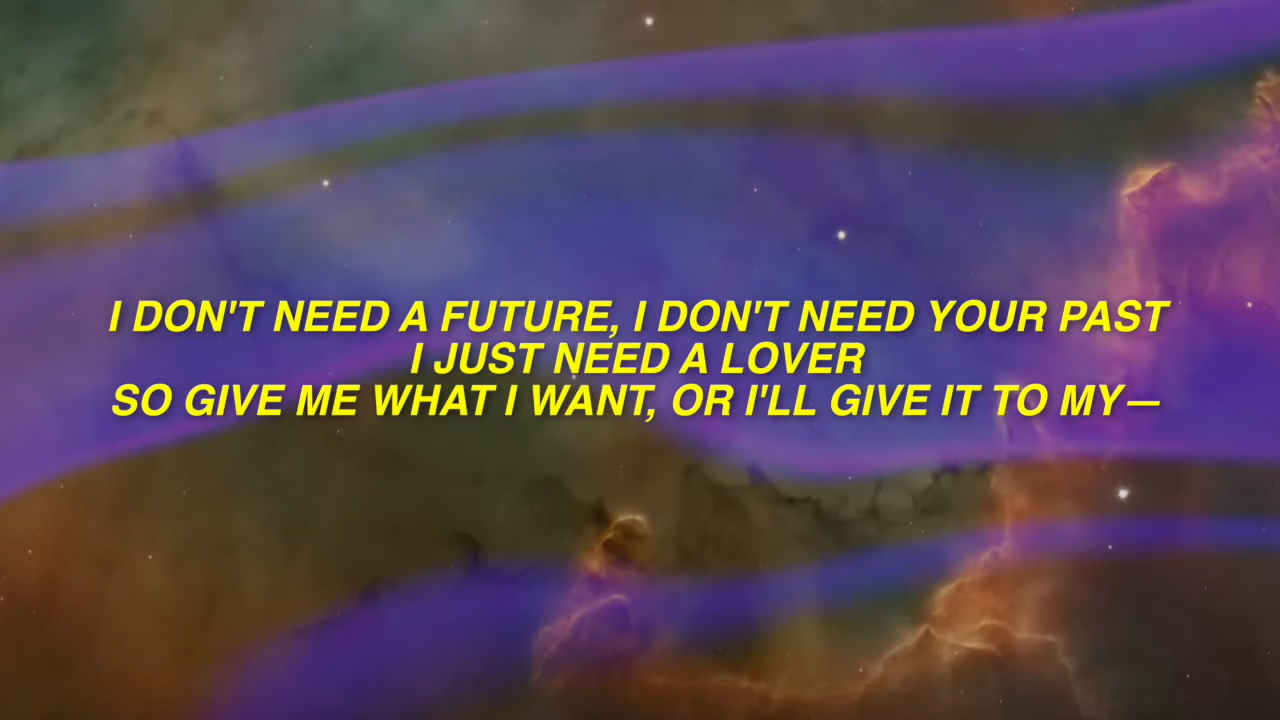 I DON'T NEED A FUTURE, I DON'T NEED YOUR PAST
I JUST NEED A LOVER
SO GIVE ME WHAT I WANT, OR I'LL GIVE IT TO MY—